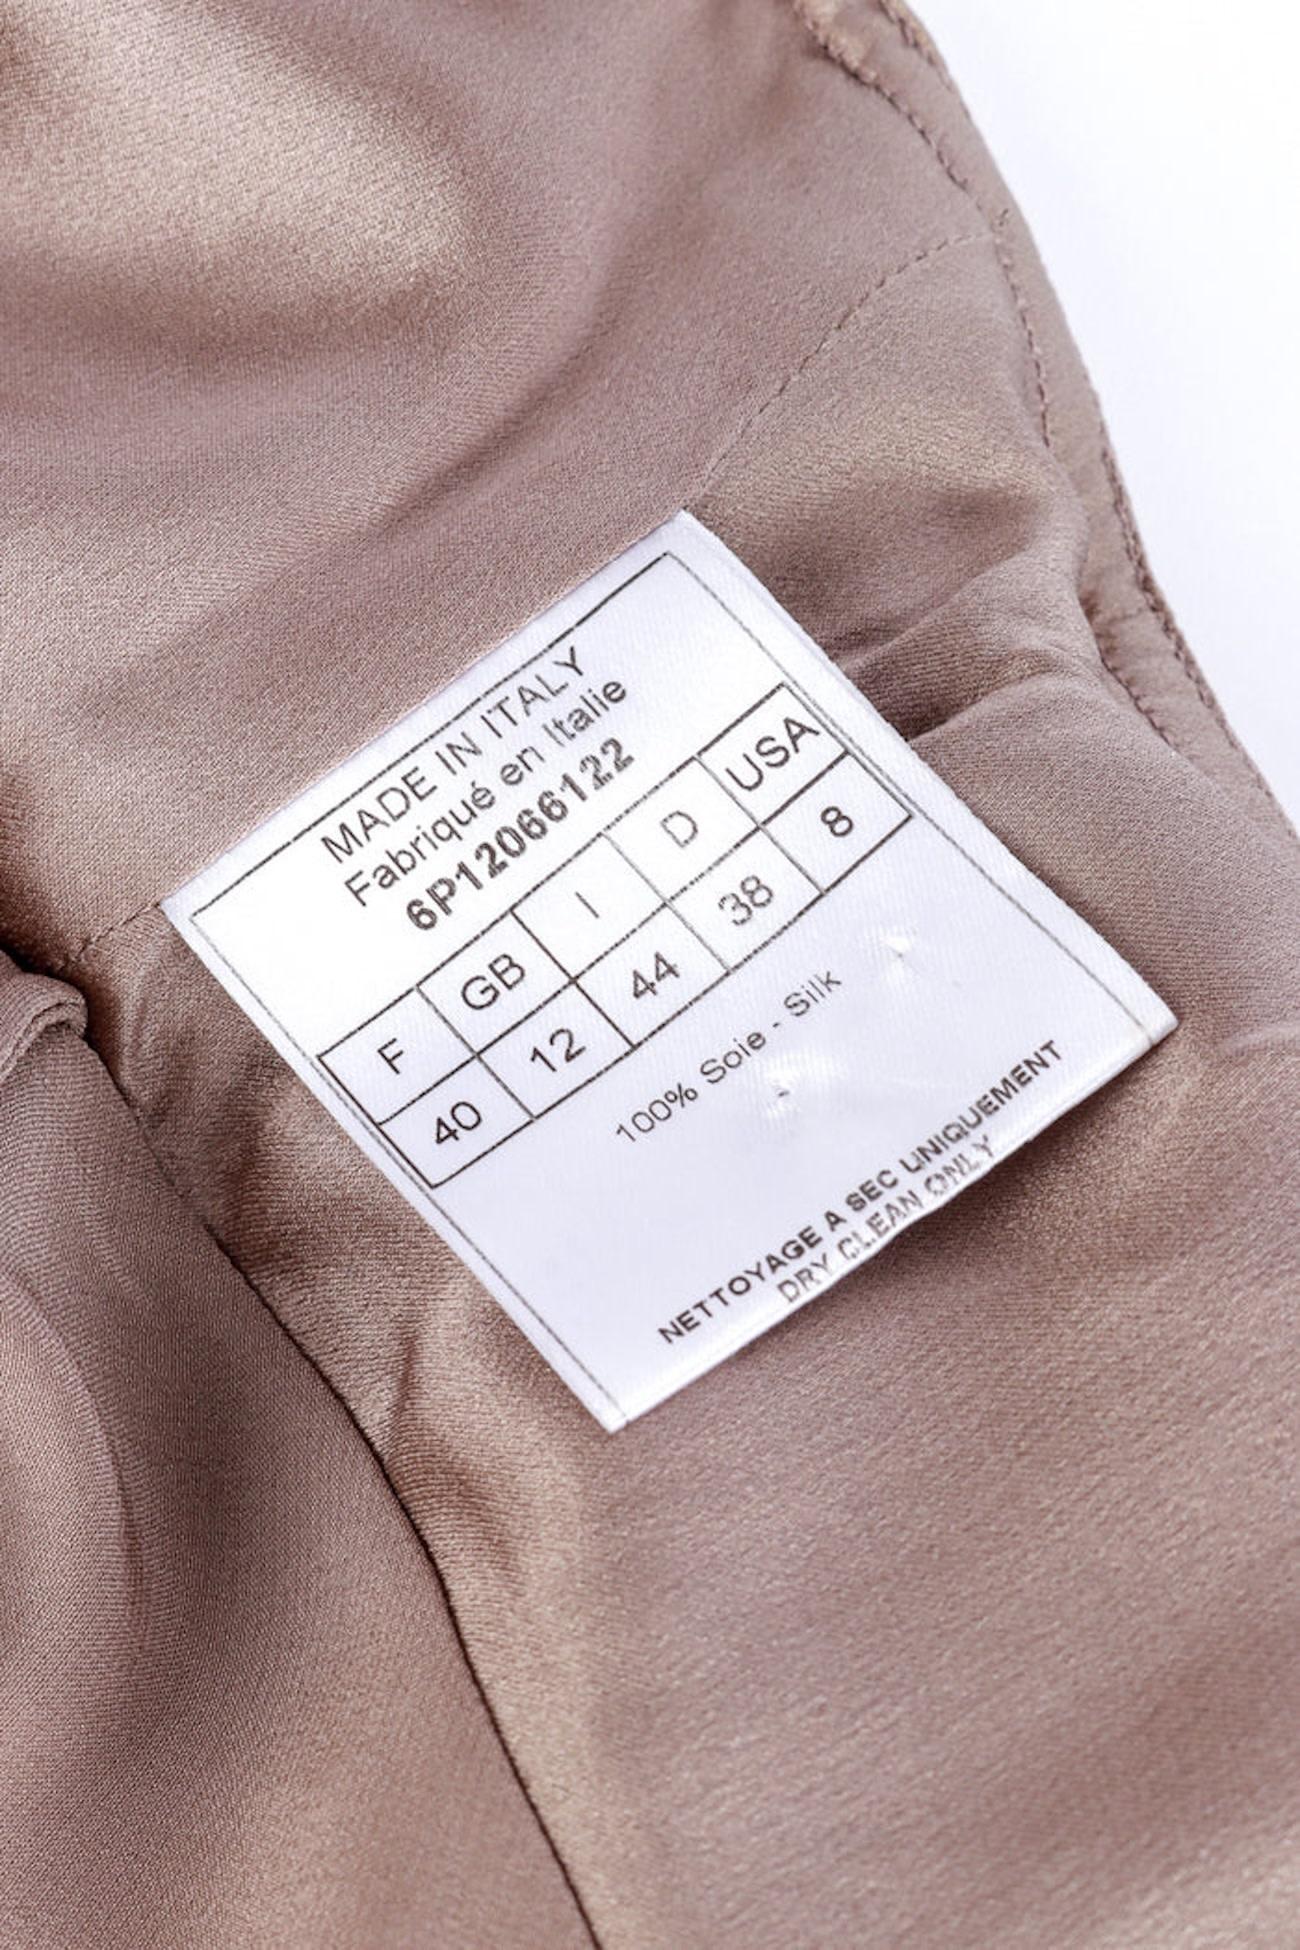 MADE IN ITALY
Fabriqué en Italie
6P12066122
F GB I D USA
40 12 44 38 8
100% Soie - Silk
NETTOYAGE A SEC UNIQUEMENT
DRY CLEAN ONLY